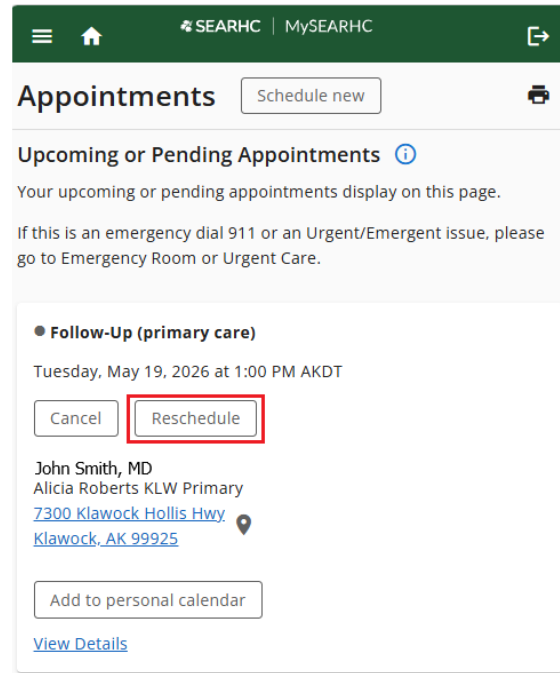 SEARHC | MySEARHC
Appointments Schedule new
Upcoming or Pending Appointments
Your upcoming or pending appointments display on this page.
If this is an emergency dial 911 or an Urgent/Emergent issue, please
go to Emergency Room or Urgent Care.
Follow-Up (primary care)
Tuesday, May 19, 2026 at 1:00 PM AKDT
Cancel Reschedule
John Smith, MD
Alicia Roberts KLW Primary
7300 Klawock Hollis Hwy
Klawock, AK 99925
Add to personal calendar
View Details